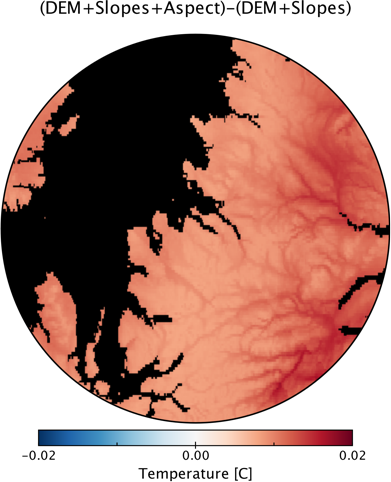 (DEM+Slopes+Aspect)-(DEM+Slopes)
-0.02 0.00 0.02
Temperature [C]